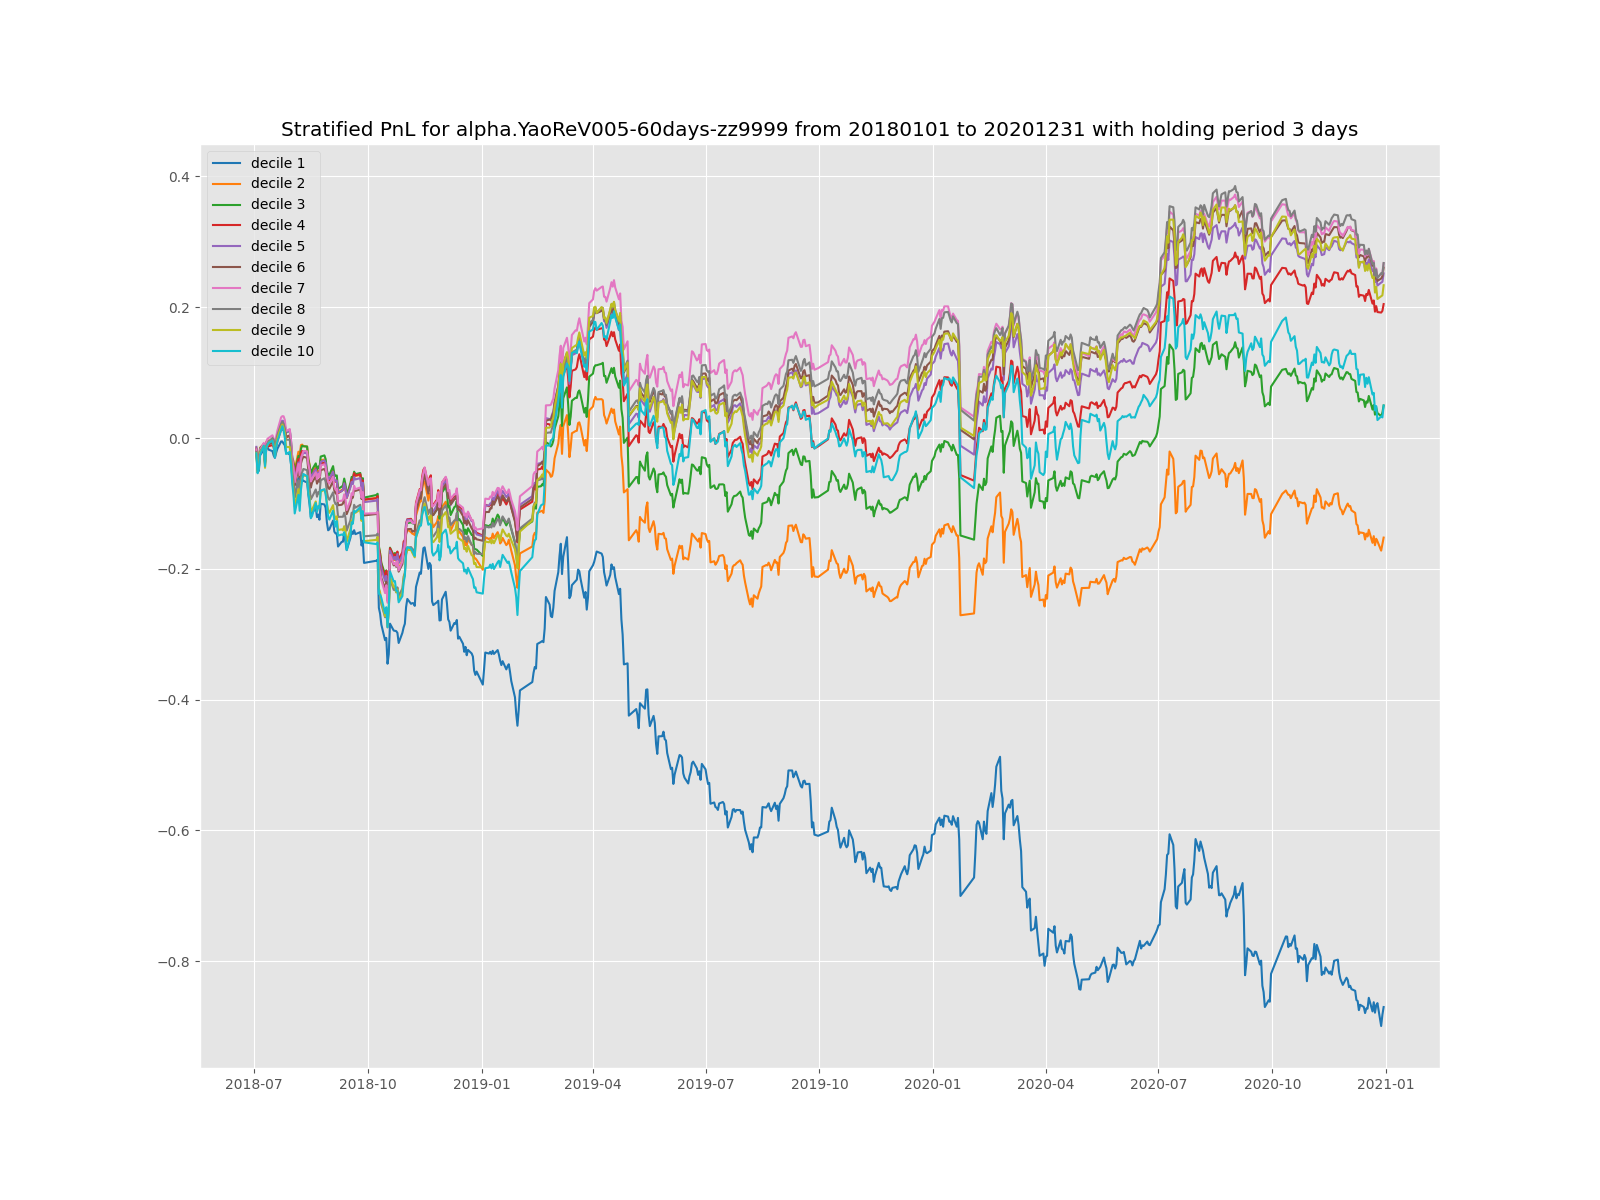 Stratified PnL for alpha.YaoReV005-60days-zz9999 from 20180101 to 20201231 with holding period 3 days
decile 1
decile 2
decile 3
decile 4
decile 5
decile 6
decile 7
decile 8
decile 9
decile 10
0.4
0.2
0.0
−0.2
−0.4
−0.6
−0.8
2018-07 2018-10 2019-01 2019-04 2019-07 2019-10 2020-01 2020-04 2020-07 2020-10 2021-01